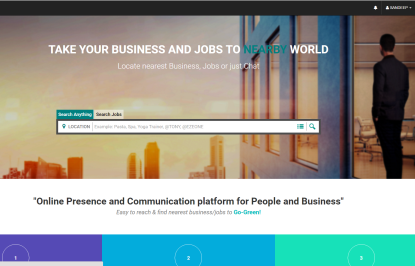 SANDEEP
TAKE YOUR BUSINESS AND JOBS TO NEARBY WORLD
Locate nearest Business, Jobs or just Chat
Search Anything Search Jobs
LOCATION Example: Pasta, Spa, Yoga Trainer, @TONY, @STEFFIE
"Online Presence and Communication platform for People and Business"
Easy to reach & find nearest business/jobs to Go-Green!
1 2 3